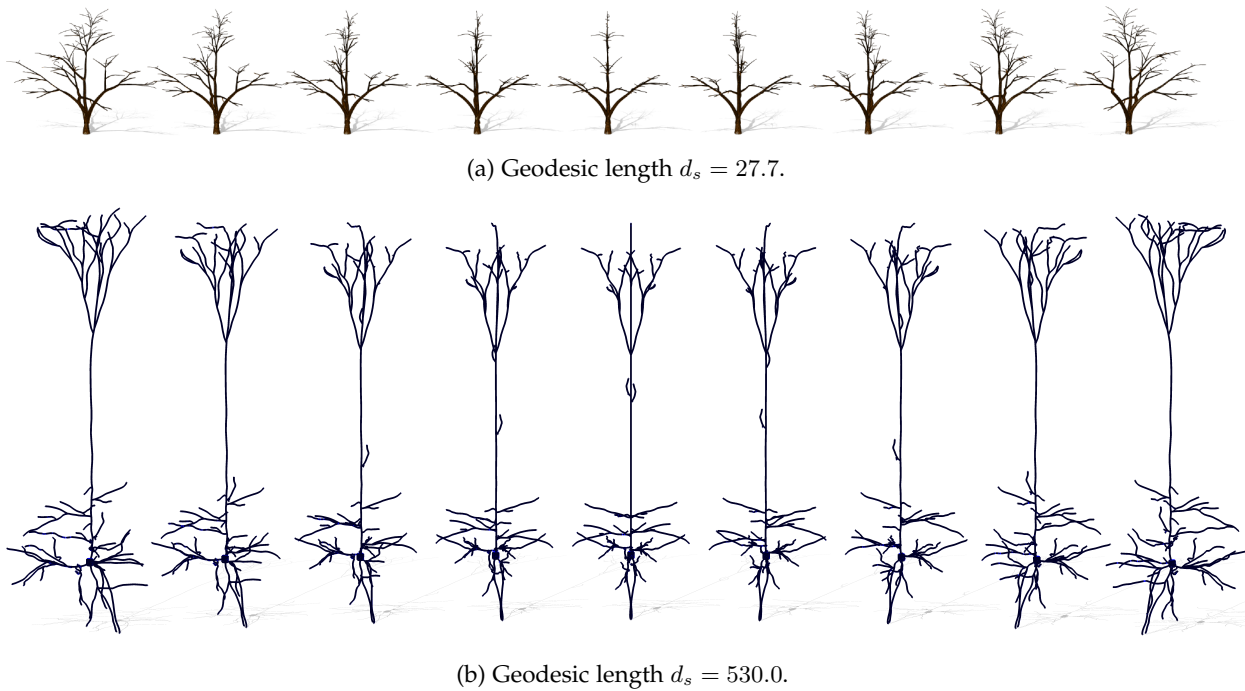 (a) Geodesic length $d_s = 27.7$.
(b) Geodesic length $d_s = 530.0$.